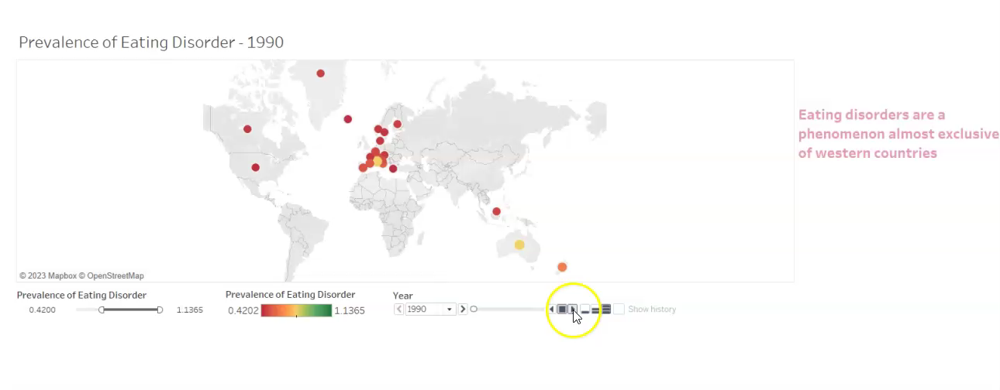 Prevalence of Eating Disorder - 1990
Eating disorders are a
phenomenon almost exclusive
of western countries
© 2023 Mapbox © OpenStreetMap
Prevalence of Eating Disorder
0.4200
1.1365
Prevalence of Eating Disorder
0.4202
1.1365
Year
1990
Show history